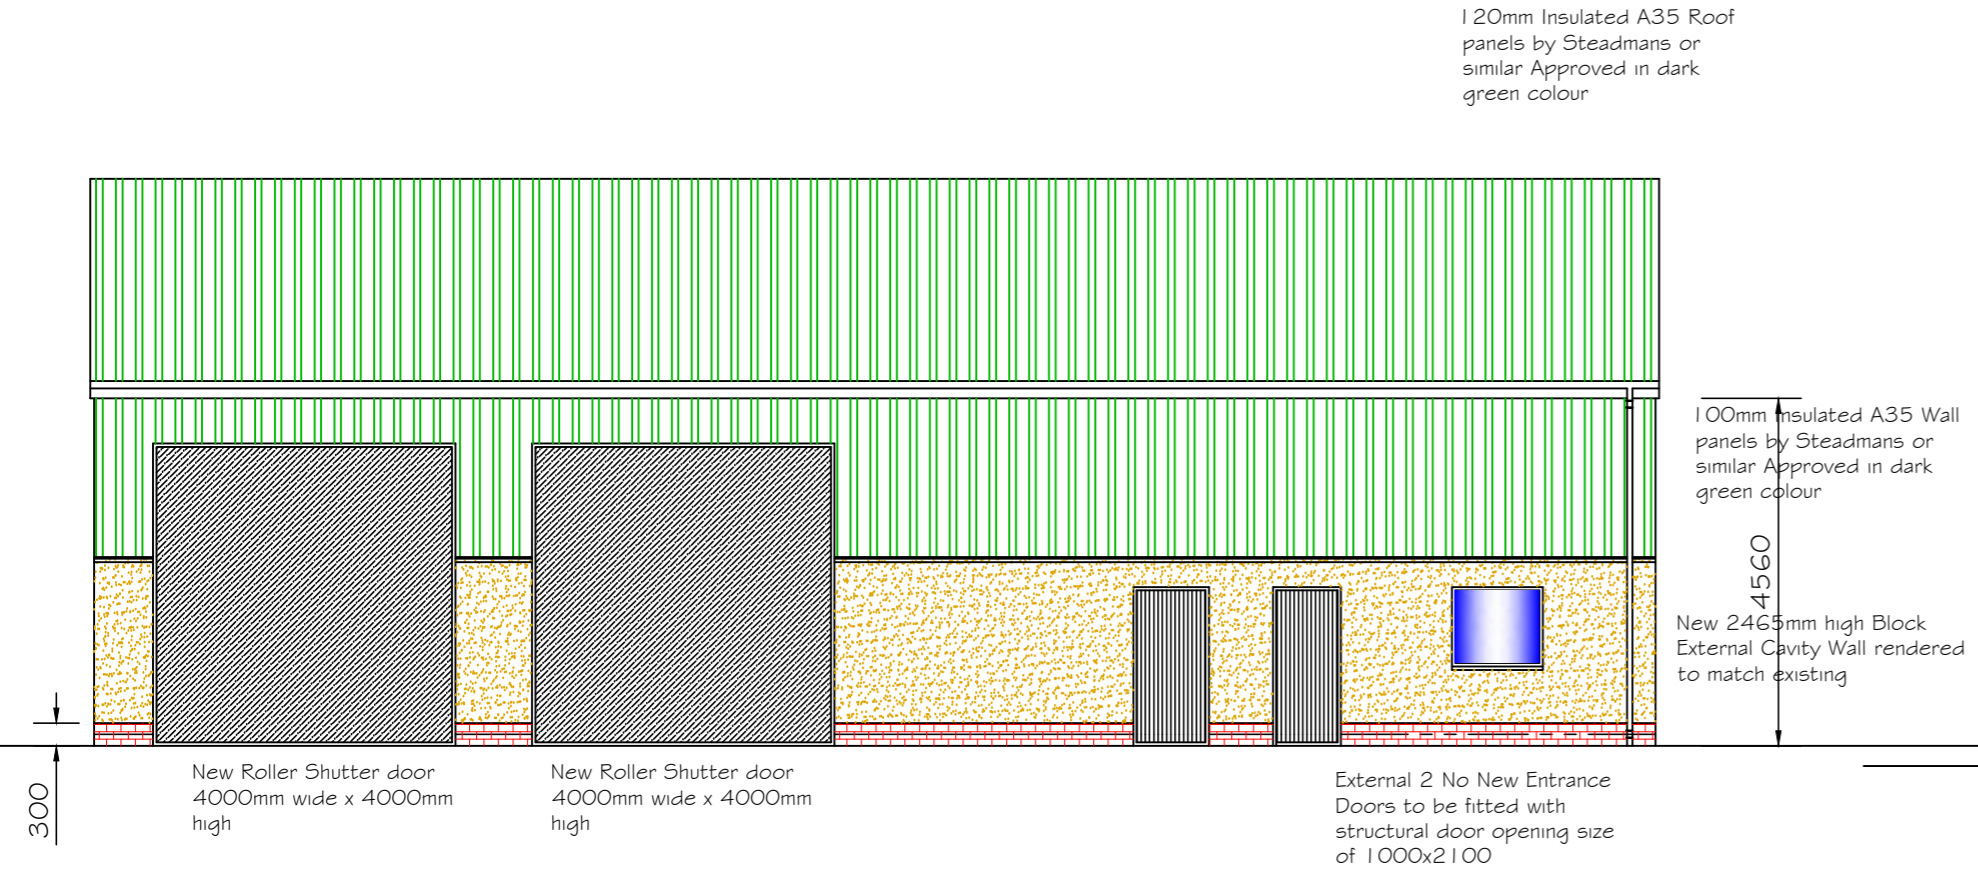 120mm Insulated A35 Roof
panels by Steadmans or
similar Approved in dark
green colour
100mm Insulated A35 Wall
panels by Steadmans or
similar Approved in dark
green colour
4560
New 2465mm high Block
External Cavity Wall rendered
to match existing
300
New Roller Shutter door
4000mm wide x 4000mm
high
New Roller Shutter door
4000mm wide x 4000mm
high
External 2 No New Entrance
Doors to be fitted with
structural door opening size
of 1000x2100